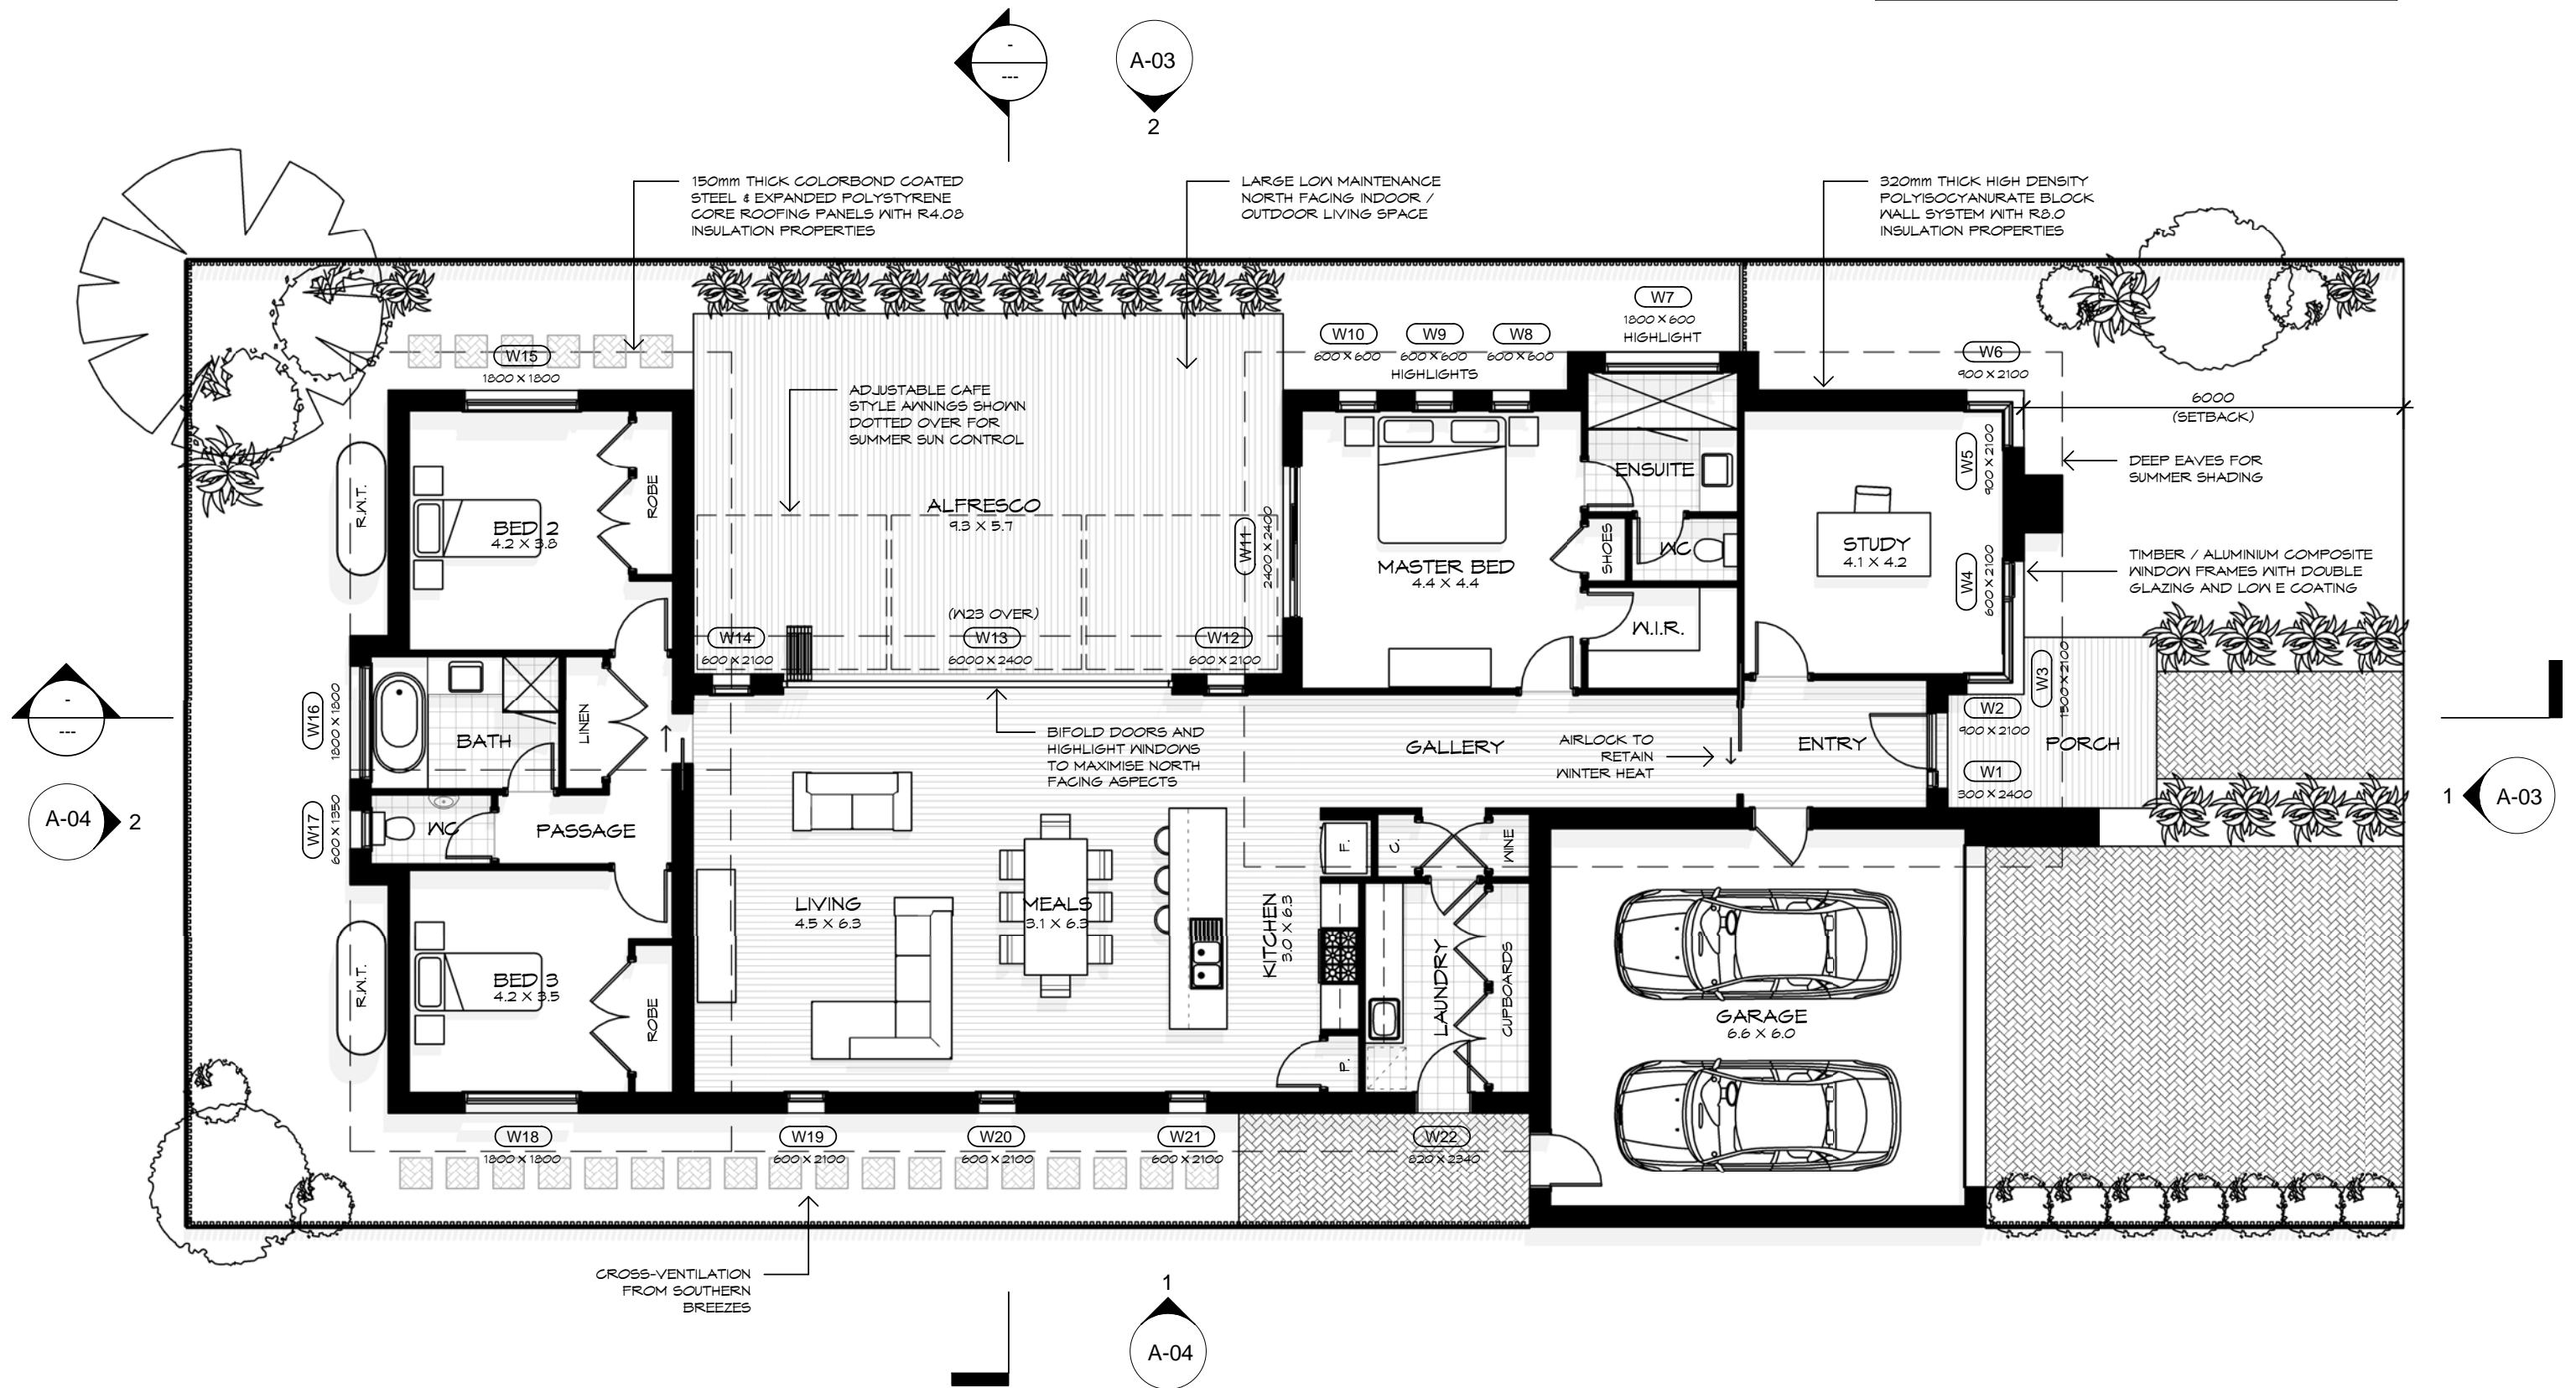 -
---
A-03
2
150mm THICK COLORBOND COATED
STEEL & EXPANDED POLYSTYRENE
CORE ROOFING PANELS WITH R4.08
INSULATION PROPERTIES
LARGE LOW MAINTENANCE
NORTH FACING INDOOR /
OUTDOOR LIVING SPACE
320mm THICK HIGH DENSITY
POLYISOCYANURATE BLOCK
WALL SYSTEM WITH R8.0
INSULATION PROPERTIES
W15
1800 X 1800
W10
600 X 600
W9
600 X 600
W8
600 X 600
HIGHLIGHTS
W7
1800 X 600
HIGHLIGHT
W6
900 X 2100
6000
(SETBACK)
ADJUSTABLE CAFE
STYLE AWNINGS SHOWN
DOTTED OVER FOR
SUMMER SUN CONTROL
R.W.T.
BED 2
4.2 X 3.8
ROBE
ALFRESCO
9.3 X 5.7
W11
2400 X 2400
MASTER BED
4.4 X 4.4
ENSUITE
SHOES
WC
W.I.R.
STUDY
4.1 X 4.2
W5
900 X 2100
W4
600 X 2100
DEEP EAVES FOR
SUMMER SHADING
TIMBER / ALUMINIUM COMPOSITE
WINDOW FRAMES WITH DOUBLE
GLAZING AND LOW E COATING
(W23 OVER)
W14
600 X 2100
W13
6000 X 2400
W12
600 X 2100
W3
1500 X 2100
W2
900 X 2100
W1
300 X 2400
PORCH
-
---
A-04
2
W16
1800 X 1800
W17
600 X 1350
BATH
LINEN
WC
PASSAGE
BIFOLD DOORS AND
HIGHLIGHT WINDOWS
TO MAXIMISE NORTH
FACING ASPECTS
GALLERY
AIRLOCK TO
RETAIN
WINTER HEAT
ENTRY
1
A-03
R.W.T.
BED 3
4.2 X 3.5
ROBE
LIVING
4.5 X 6.3
MEALS
3.1 X 6.3
KITCHEN
3.0 X 6.3
F.
C.
WINE
P.
LAUNDRY
CUPBOARDS
GARAGE
6.6 X 6.0
W18
1800 X 1800
W19
600 X 2100
W20
600 X 2100
W21
600 X 2100
W22
820 X 2340
CROSS-VENTILATION
FROM SOUTHERN
BREEZES
1
A-04